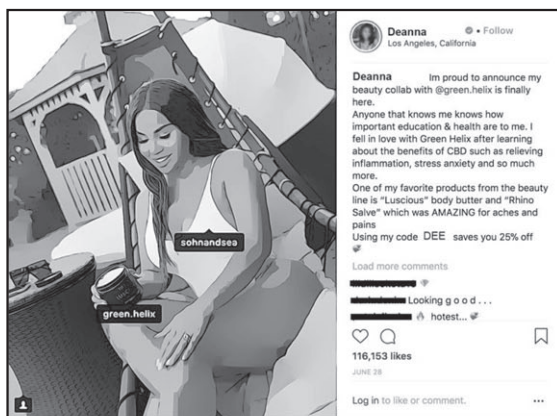 Deanna • Follow
Los Angeles, California
Deanna Im proud to announce my
beauty collab with @green.helix is finally
here.
Anyone that knows me knows how
important education & health are to me. I
fell in love with Green Helix after learning
about the benefits of CBD such as relieving
inflammation, stress anxiety and so much
more.
One of my favorite products from the beauty
line is “Luscious” body butter and “Rhino
Salve” which was AMAZING for aches and
pains
Using my code DEE saves you 25% off
Load more comments
Looking g o o d . . .
hotest...
sohnandsea
green.helix
116,153 likes
JUNE 28
Log in to like or comment.